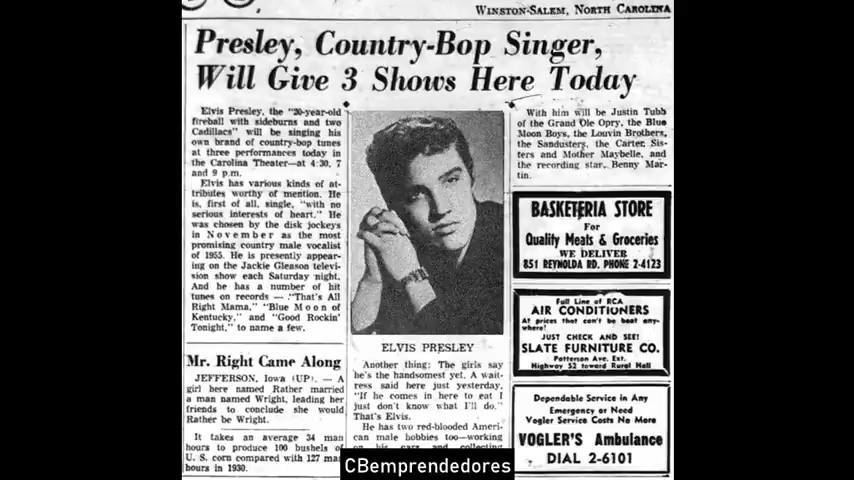 WINSTON-SALEM, NORTH CAROLINA
Presley, Country-Bop Singer,
Will Give 3 Shows Here Today
Elvis Presley, the "20-year-old
fireball with sideburns and two
Cadillacs" will be singing his
own brand of country-bop tunes
at three performances today in
the Carolina Theater—at 4:30, 7
and 9 p.m.
Elvis has various kinds of at-
tributes worthy of mention. He
is, first of all, single, "with no
serious interests of heart." He
was chosen by the disk jockeys
in November as the most
promising country male vocalist
of 1955. He is presently appear-
ing on the Jackie Gleason televi-
sion show each Saturday night.
And he has a number of hit
tunes on records — "That's All
Right Mama," "Blue Moon of
Kentucky," and "Good Rockin'
Tonight," to name a few.
Mr. Right Came Along
JEFFERSON, Iowa (UP). — A
girl here named Rather married
a man named Wright, leading her
friends to conclude she would
Rather be Wright.
It takes an average 34 man
hours to produce 100 bushels of
U. S. corn compared with 127 ma
hours in 1930.
ELVIS PRESLEY
Another thing: The girls say
he's the handsomest yet. A wait-
ress said here just yesterday,
"If he comes in here to eat I
just don't know what I'll do."
That's Elvis.
He has two red-blooded Ameri-
can male hobbies too—working
on his cars and collecting
With him will be Justin Tubb
of the Grand Ole Opry, the Blue
Moon Boys, the Louvin Brothers,
the Sandusters, the Carter Sis-
ters and Mother Maybelle, and
the recording star, Benny Mar-
tin.
BASKETERIA STORE
For
Quality Meats & Groceries
WE DELIVER
851 REYNOLDA RD. PHONE 2-4123
Full Line of RCA
AIR CONDITIONERS
At prices that can't be beat any-
where!
JUST CHECK AND SEE!
SLATE FURNITURE CO.
Patterson Ave. Ext.
Highway 52 toward Rural Hall
Dependable Service in Any
Emergency or Need
Vogler Service Costs No More
VOGLER'S Ambulance
DIAL 2-6101
CBemprendedores